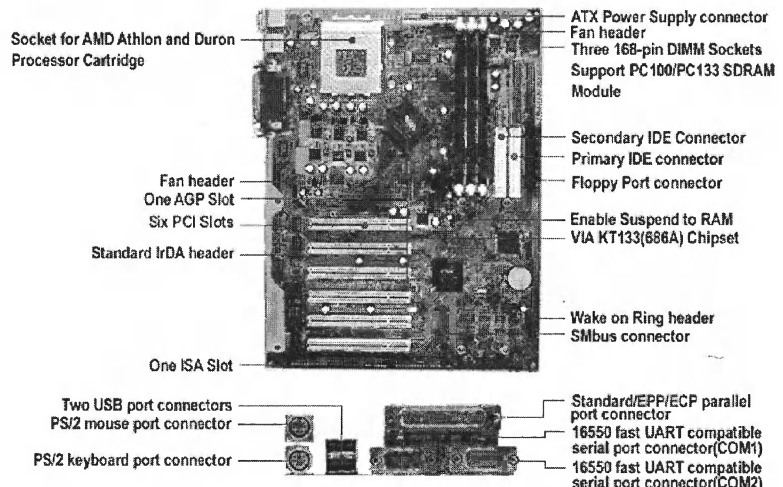 Socket for AMD Athlon and Duron
Processor Cartridge
Fan header
One AGP Slot
Six PCI Slots
Standard IrDA header
One ISA Slot
ATX Power Supply connector
Fan header
Three 168-pin DIMM Sockets
Support PC100/PC133 SDRAM
Module
Secondary IDE Connector
Primary IDE connector
Floppy Port connector
Enable Suspend to RAM
VIA KT133(686A) Chipset
Wake on Ring header
SMbus connector
Two USB port connectors
PS/2 mouse port connector
PS/2 keyboard port connector
Standard/EPP/ECP parallel
port connector
16550 fast UART compatible
serial port connector(COM1)
16550 fast UART compatible
serial port connector(COM2)